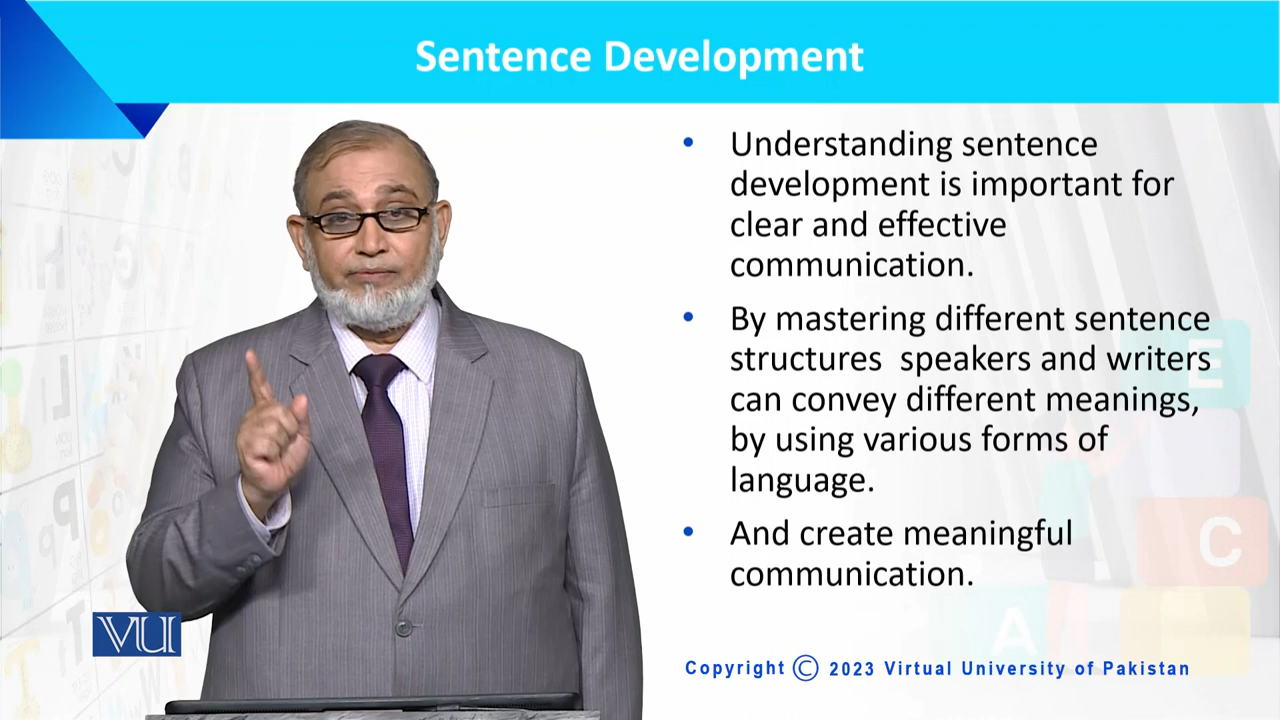 Sentence Development
• Understanding sentence
development is important for
clear and effective
communication.
• By mastering different sentence
structures  speakers and writers
can convey different meanings,
by using various forms of
language.
• And create meaningful
communication.
VU
Copyright © 2023 Virtual University of Pakistan
E
C
A